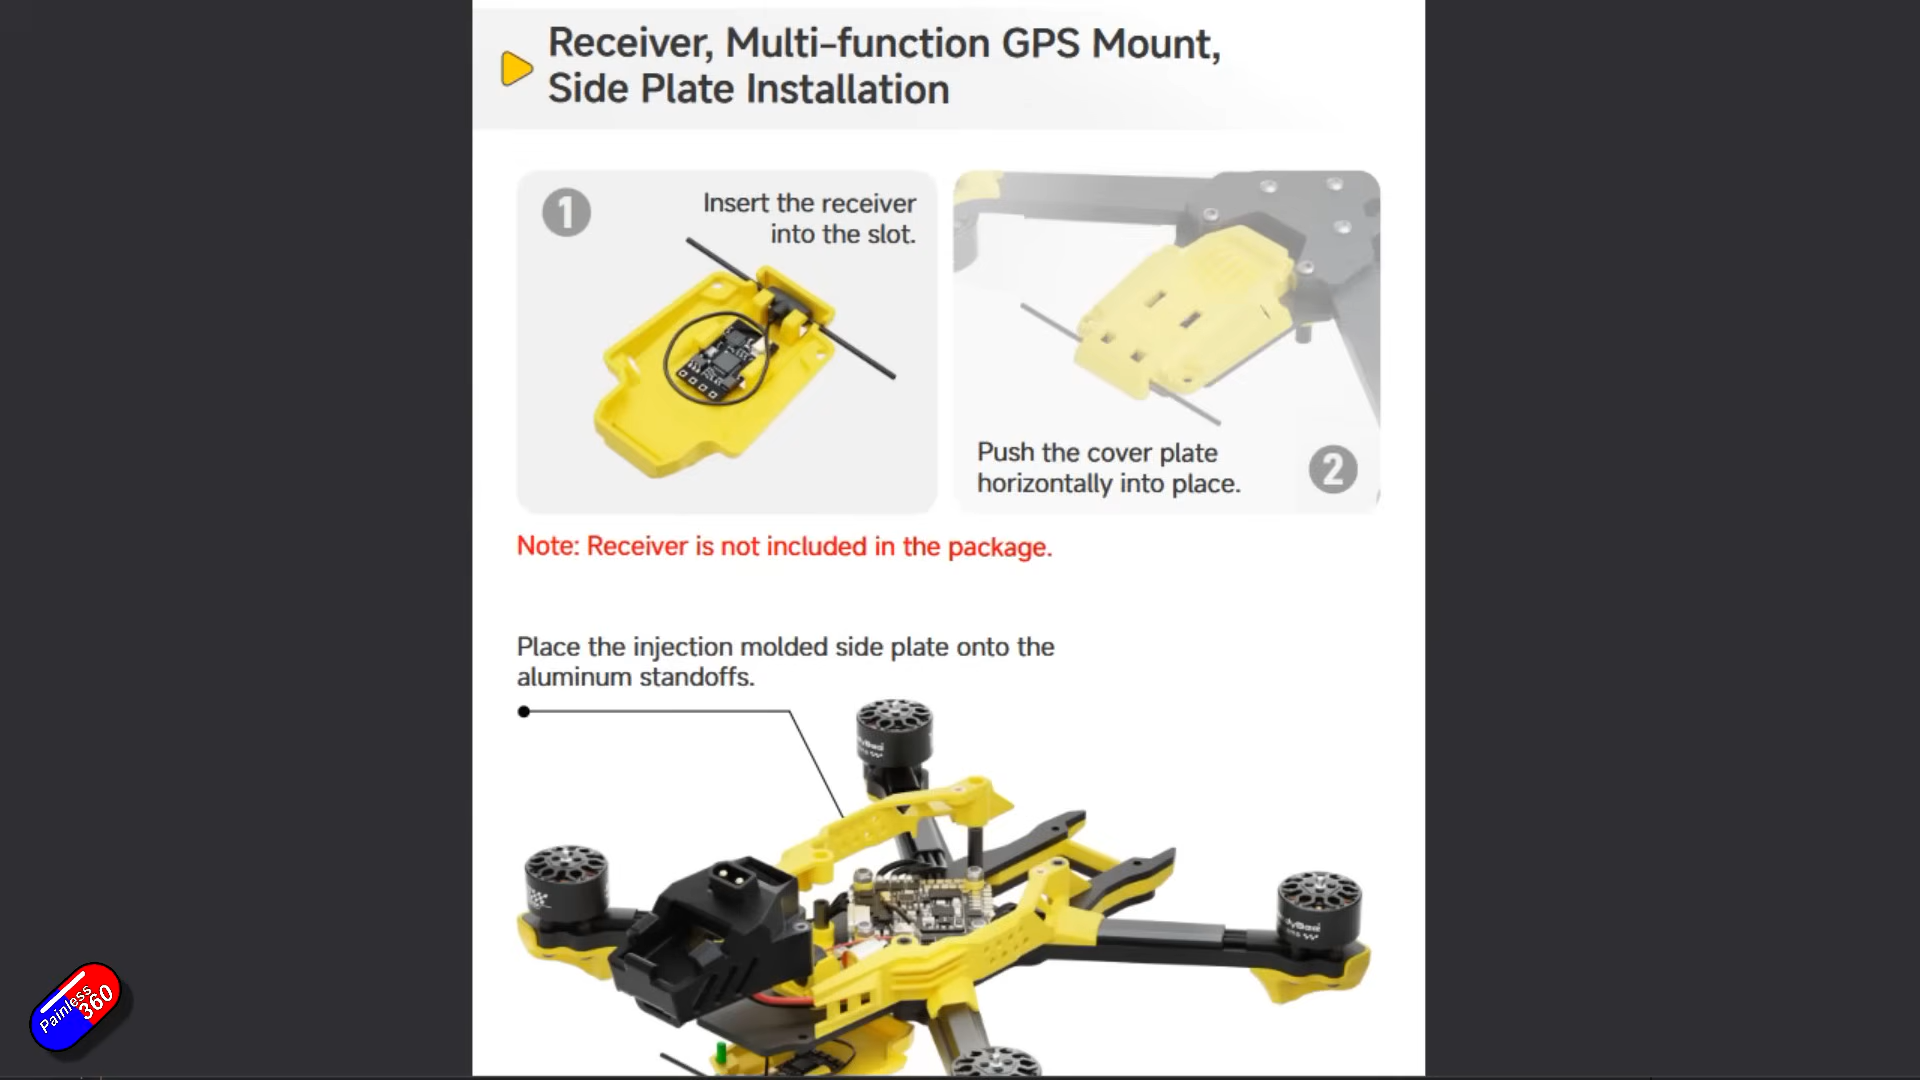 Receiver, Multi-function GPS Mount,
Side Plate Installation
1
Insert the receiver
into the slot.
Push the cover plate
horizontally into place.
2
Note: Receiver is not included in the package.
Place the injection molded side plate onto the
aluminum standoffs.
Painless
360